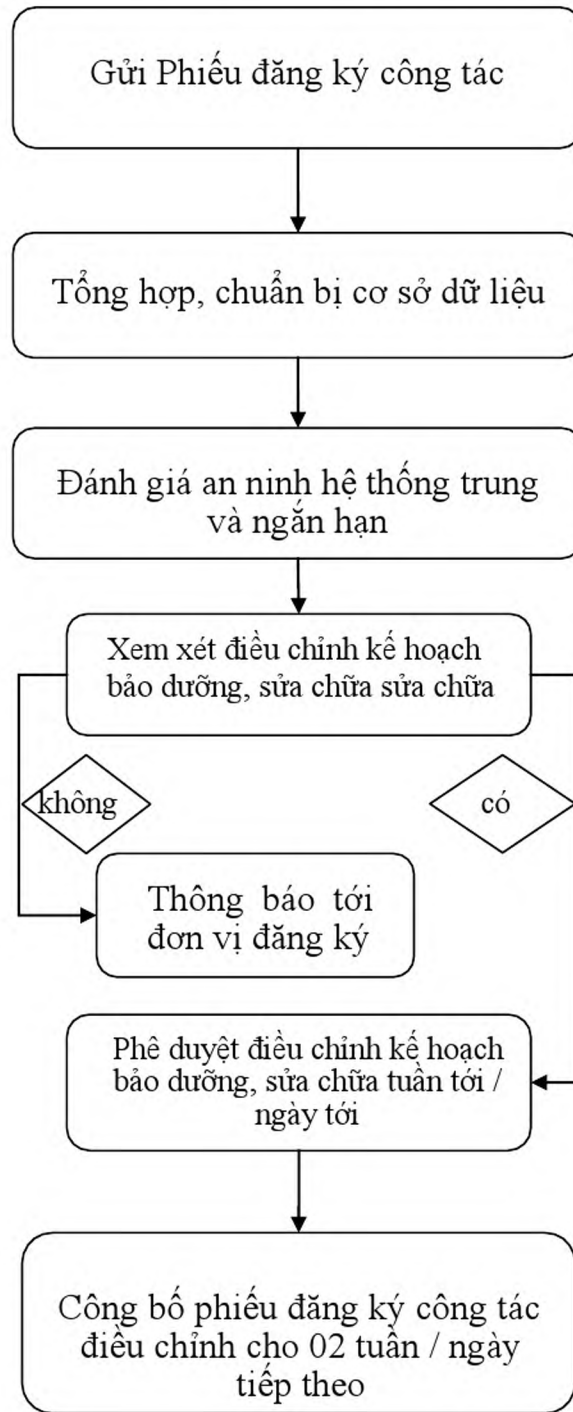 Gửi Phiếu đăng ký công tác
Tổng hợp, chuẩn bị cơ sở dữ liệu
Đánh giá an ninh hệ thống trung
và ngắn hạn
Xem xét điều chỉnh kế hoạch
bảo dưỡng, sửa chữa sửa chữa
không
có
Thông báo tới
đơn vị đăng ký
Phê duyệt điều chỉnh kế hoạch
bảo dưỡng, sửa chữa tuần tới /
ngày tới
Công bố phiếu đăng ký công tác
điều chỉnh cho 02 tuần / ngày
tiếp theo